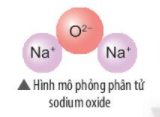 O²⁻
Na⁺ Na⁺
▲ Hình mô phỏng phân tử
sodium oxide